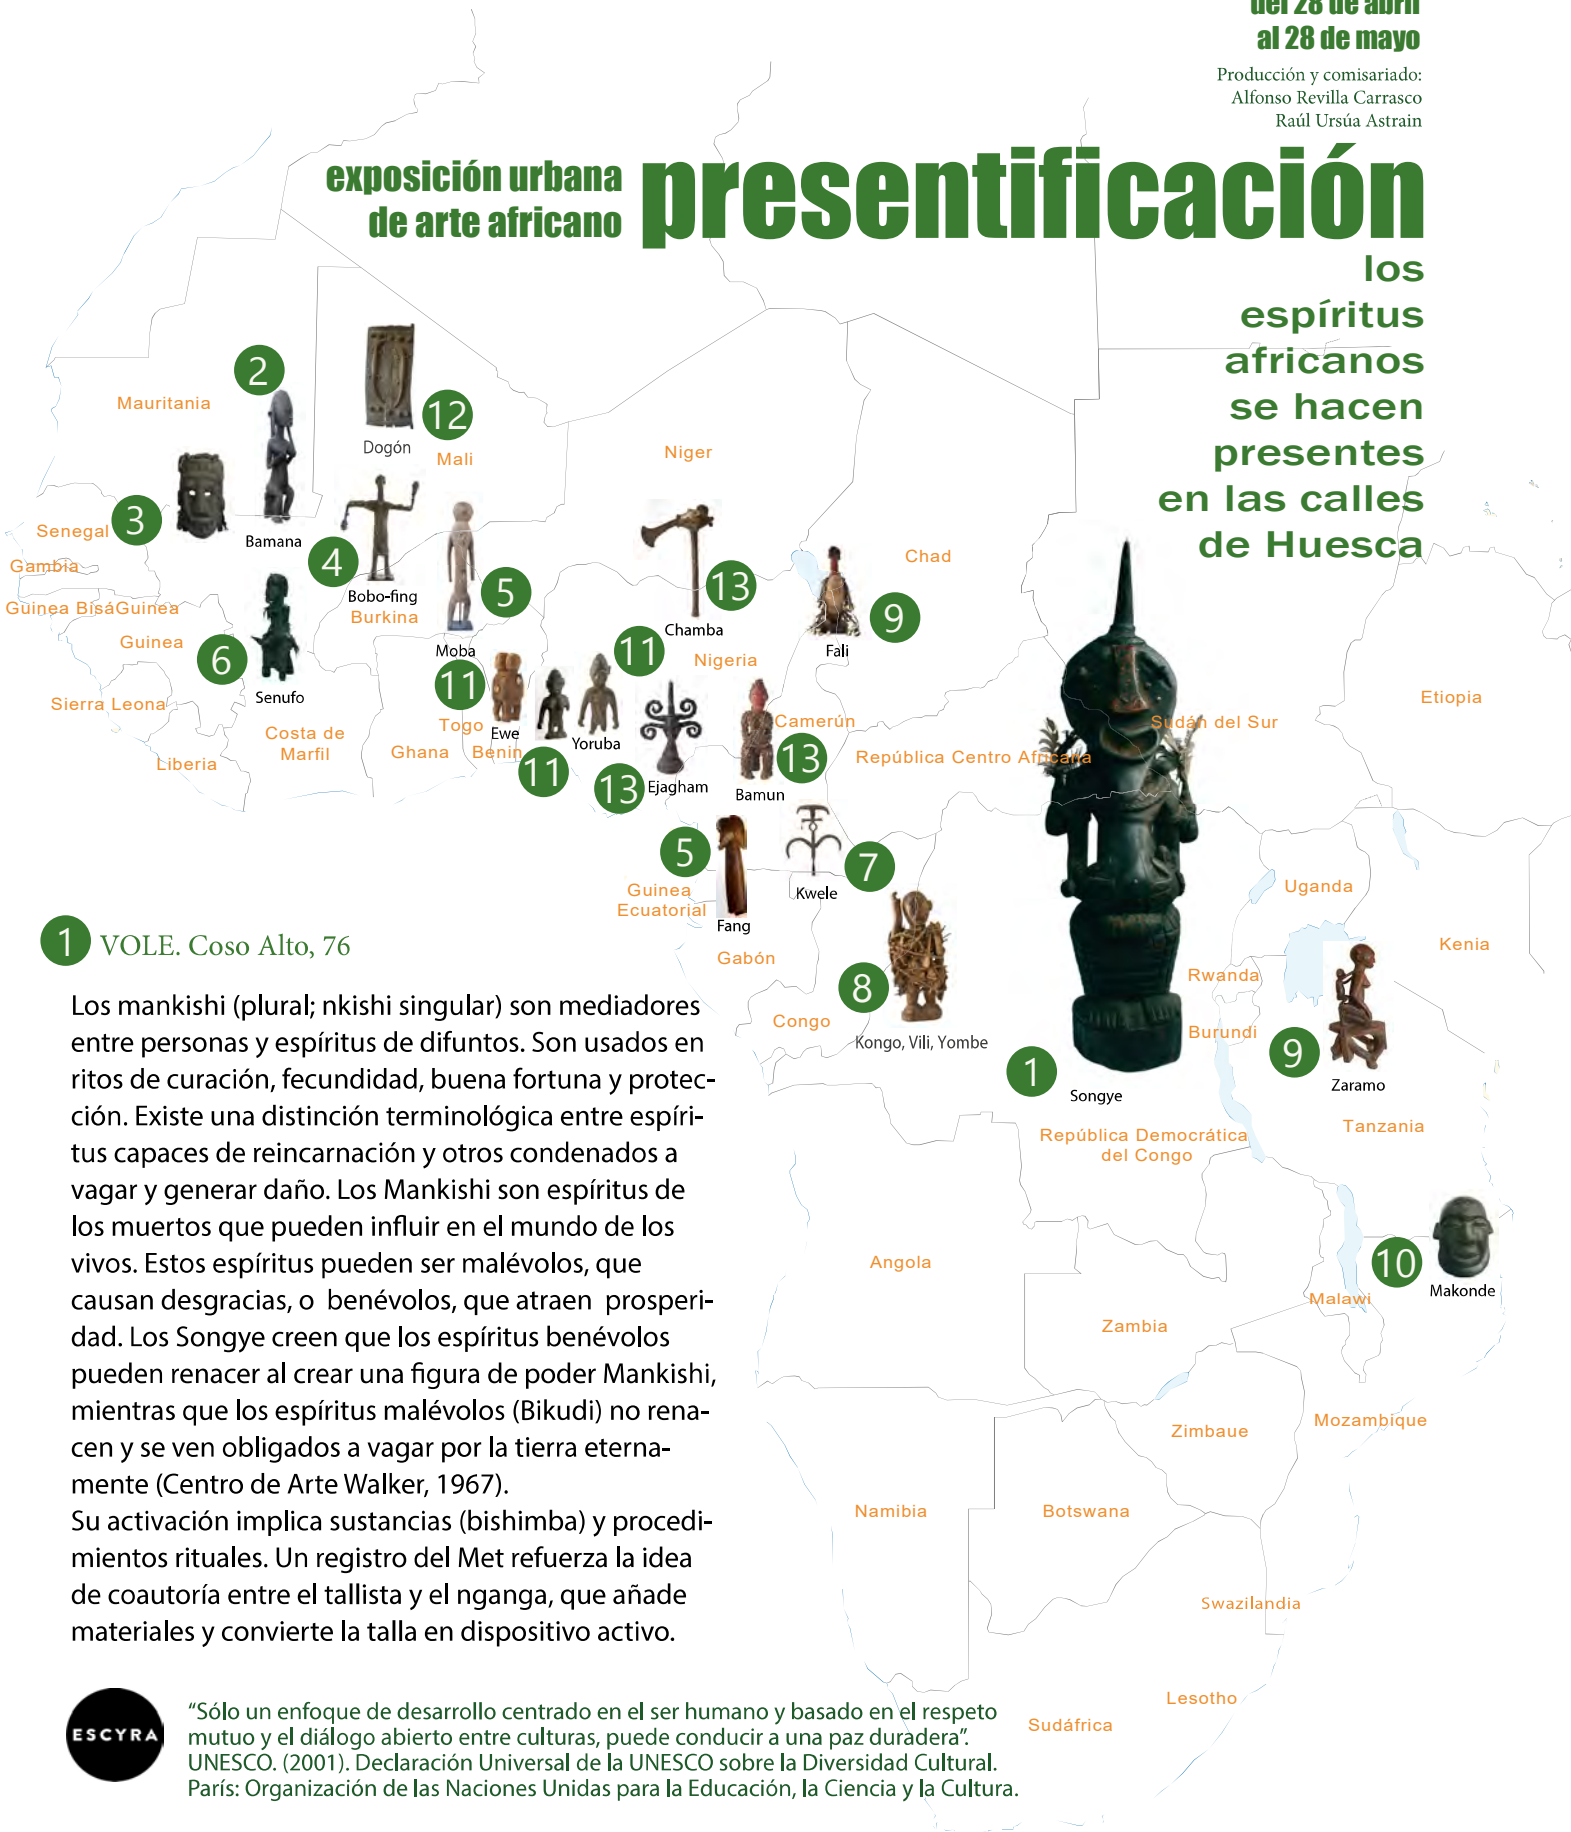 del 28 de abril
al 28 de mayo
Producción y comisariado:
Alfonso Revilla Carrasco
Raúl Ursúa Astrain
exposición urbana
de arte africano
presentificación
los
espíritus
africanos
se hacen
presentes
en las calles
de Huesca
2
Mauritania
12
Dogón
Mali
Niger
3
Senegal
Bamana
Gambia
4
Bobo-fing
Burkina
5
Moba
13
Chamba
Chad
9
Fali
Guinea Bisáu
Guinea
Guinea
6
Senufo
11
Nigeria
11
Ewe
Togo
Benin
Yoruba
11
Sierra Leona
Liberia
Costa de
Marfil
Ghana
13
Ejagham
Camerún
13
Bamun
República Centro Africana
Sudán del Sur
Etiopia
5
Fang
Guinea
Ecuatorial
Kwele
7
Gabón
Uganda
Kenia
Rwanda
Burundi
8
Congo
Kongo, Vili, Yombe
1
Songye
9
Zaramo
República Democrática
del Congo
Tanzania
10
Makonde
Malawi
Angola
Zambia
Zimbaue
Mozambique
Namibia
Botswana
Swazilandia
Lesotho
Sudáfrica
1 VOLE. Coso Alto, 76
Los mankishi (plural; nkishi singular) son mediadores
entre personas y espíritus de difuntos. Son usados en
ritos de curación, fecundidad, buena fortuna y protec-
ción. Existe una distinción terminológica entre espíri-
tus capaces de reincarnación y otros condenados a
vagar y generar daño. Los Mankishi son espíritus de
los muertos que pueden influir en el mundo de los
vivos. Estos espíritus pueden ser malévolos, que
causan desgracias, o benévolos, que atraen prosperi-
dad. Los Songye creen que los espíritus benévolos
pueden renacer al crear una figura de poder Mankishi,
mientras que los espíritus malévolos (Bikudi) no rena-
cen y se ven obligados a vagar por la tierra eterna-
mente (Centro de Arte Walker, 1967).
Su activación implica sustancias (bishimba) y procedi-
mientos rituales. Un registro del Met refuerza la idea
de coautoría entre el tallista y el nganga, que añade
materiales y convierte la talla en dispositivo activo.
ESCYRA
“Sólo un enfoque de desarrollo centrado en el ser humano y basado en el respeto
mutuo y el diálogo abierto entre culturas, puede conducir a una paz duradera”.
UNESCO. (2001). Declaración Universal de la UNESCO sobre la Diversidad Cultural.
París: Organización de las Naciones Unidas para la Educación, la Ciencia y la Cultura.